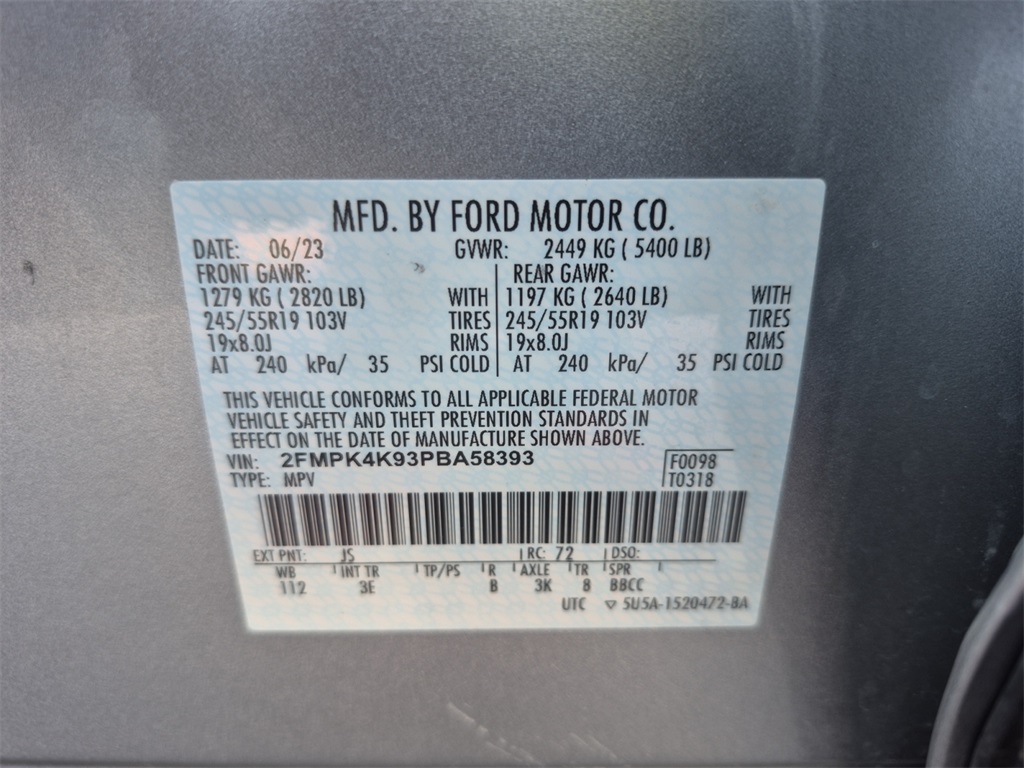 MFD. BY FORD MOTOR CO.
DATE: 06/23 GVWR: 2449 KG ( 5400 LB)
FRONT GAWR: REAR GAWR:
1279 KG ( 2820 LB) WITH 1197 KG ( 2640 LB) WITH
245/55R19 103V TIRES 245/55R19 103V TIRES
19x8.0J RIMS 19x8.0J RIMS
AT 240 kPa/ 35 PSI COLD AT 240 kPa/ 35 PSI COLD
THIS VEHICLE CONFORMS TO ALL APPLICABLE FEDERAL MOTOR
VEHICLE SAFETY AND THEFT PREVENTION STANDARDS IN
EFFECT ON THE DATE OF MANUFACTURE SHOWN ABOVE.
VIN: 2FMPK4K93PBA58393 F0098
TYPE: MPV T0318
EXT PNT: JS RC: 72 DSO:
WB INT TR TP/PS R AXLE TR SPR
112 3E B 3K 8 BBCC
UTC ▽ 5U5A-1520472-BA